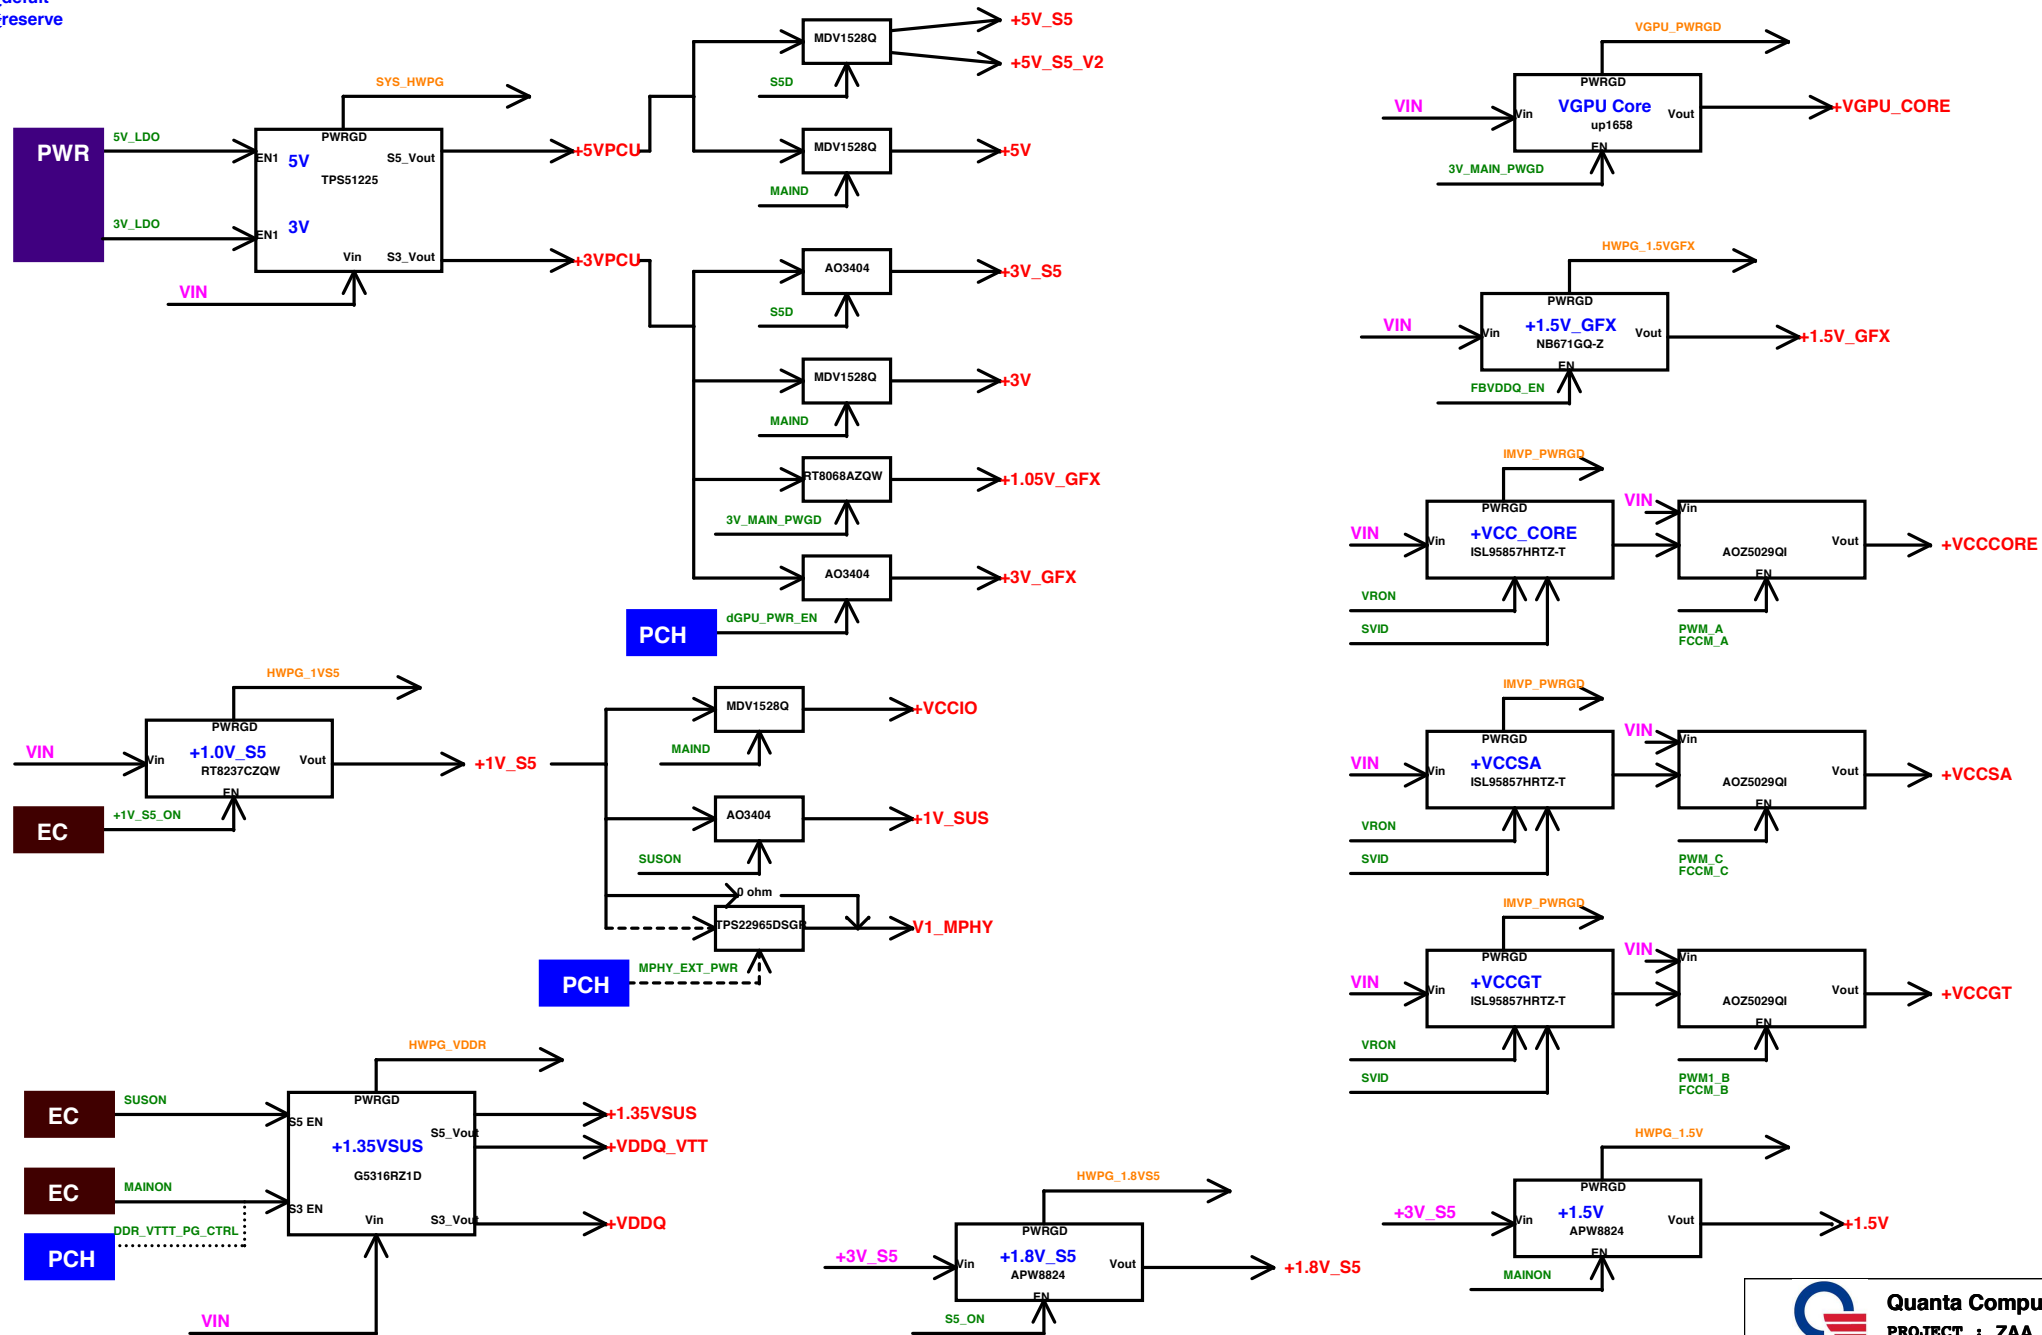 reserve
PWR
5V_LDO
3V_LDO
SYS_HWPG
PWRGD
EN1
5V
S5_Vout
TPS51225
EN1
3V
Vin
S3_Vout
VIN
+5VPCU
+3VPCU
MDV1528Q
S5D
+5V_S5
+5V_S5_V2
MDV1528Q
MAIND
+5V
AO3404
S5D
+3V_S5
MDV1528Q
MAIND
+3V
RT8068AZQW
3V_MAIN_PWGD
+1.05V_GFX
AO3404
PCH
dGPU_PWR_EN
+3V_GFX
HWPG_1VS5
PWRGD
VIN
Vin
+1.0V_S5
Vout
RT8237CZQW
EN
EC
+1V_S5_ON
+1V_S5
MDV1528Q
MAIND
+VCCIO
AO3404
SUSON
+1V_SUS
0 ohm
TPS22965DSGR
V1_MPHY
PCH
MPHY_EXT_PWR
HWPG_VDDR
PWRGD
EC
SUSON
S5 EN
S5_Vout
+1.35VSUS
G5316RZ1D
EC
MAINON
S3 EN
Vin
S3_Vout
PCH
DDR_VTTT_PG_CTRL
VIN
+1.35VSUS
+VDDQ_VTT
+VDDQ
HWPG_1.8VS5
PWRGD
+3V_S5
Vin
+1.8V_S5
Vout
APW8824
EN
S5_ON
+1.8V_S5
VGPU_PWRGD
PWRGD
VIN
Vin
VGPU Core
Vout
up1658
EN
3V_MAIN_PWGD
+VGPU_CORE
HWPG_1.5VGFX
PWRGD
VIN
Vin
+1.5V_GFX
Vout
NB671GQ-Z
EN
FBVDDQ_EN
+1.5V_GFX
IMVP_PWRGD
PWRGD
VIN
Vin
+VCC_CORE
ISL95857HRTZ-T
VRON
SVID
VIN
Vin
Vout
AOZ5029QI
EN
PWM_A
FCCM_A
+VCCCORE
IMVP_PWRGD
PWRGD
VIN
Vin
+VCCSA
ISL95857HRTZ-T
VRON
SVID
VIN
Vin
Vout
AOZ5029QI
EN
PWM_C
FCCM_C
+VCCSA
IMVP_PWRGD
PWRGD
VIN
Vin
+VCCGT
ISL95857HRTZ-T
VRON
SVID
VIN
Vin
Vout
AOZ5029QI
EN
PWM1_B
FCCM_B
+VCCGT
HWPG_1.5V
PWRGD
+3V_S5
Vin
+1.5V
Vout
APW8824
EN
MAINON
+1.5V
Quanta Compu
PROJECT : ZAA